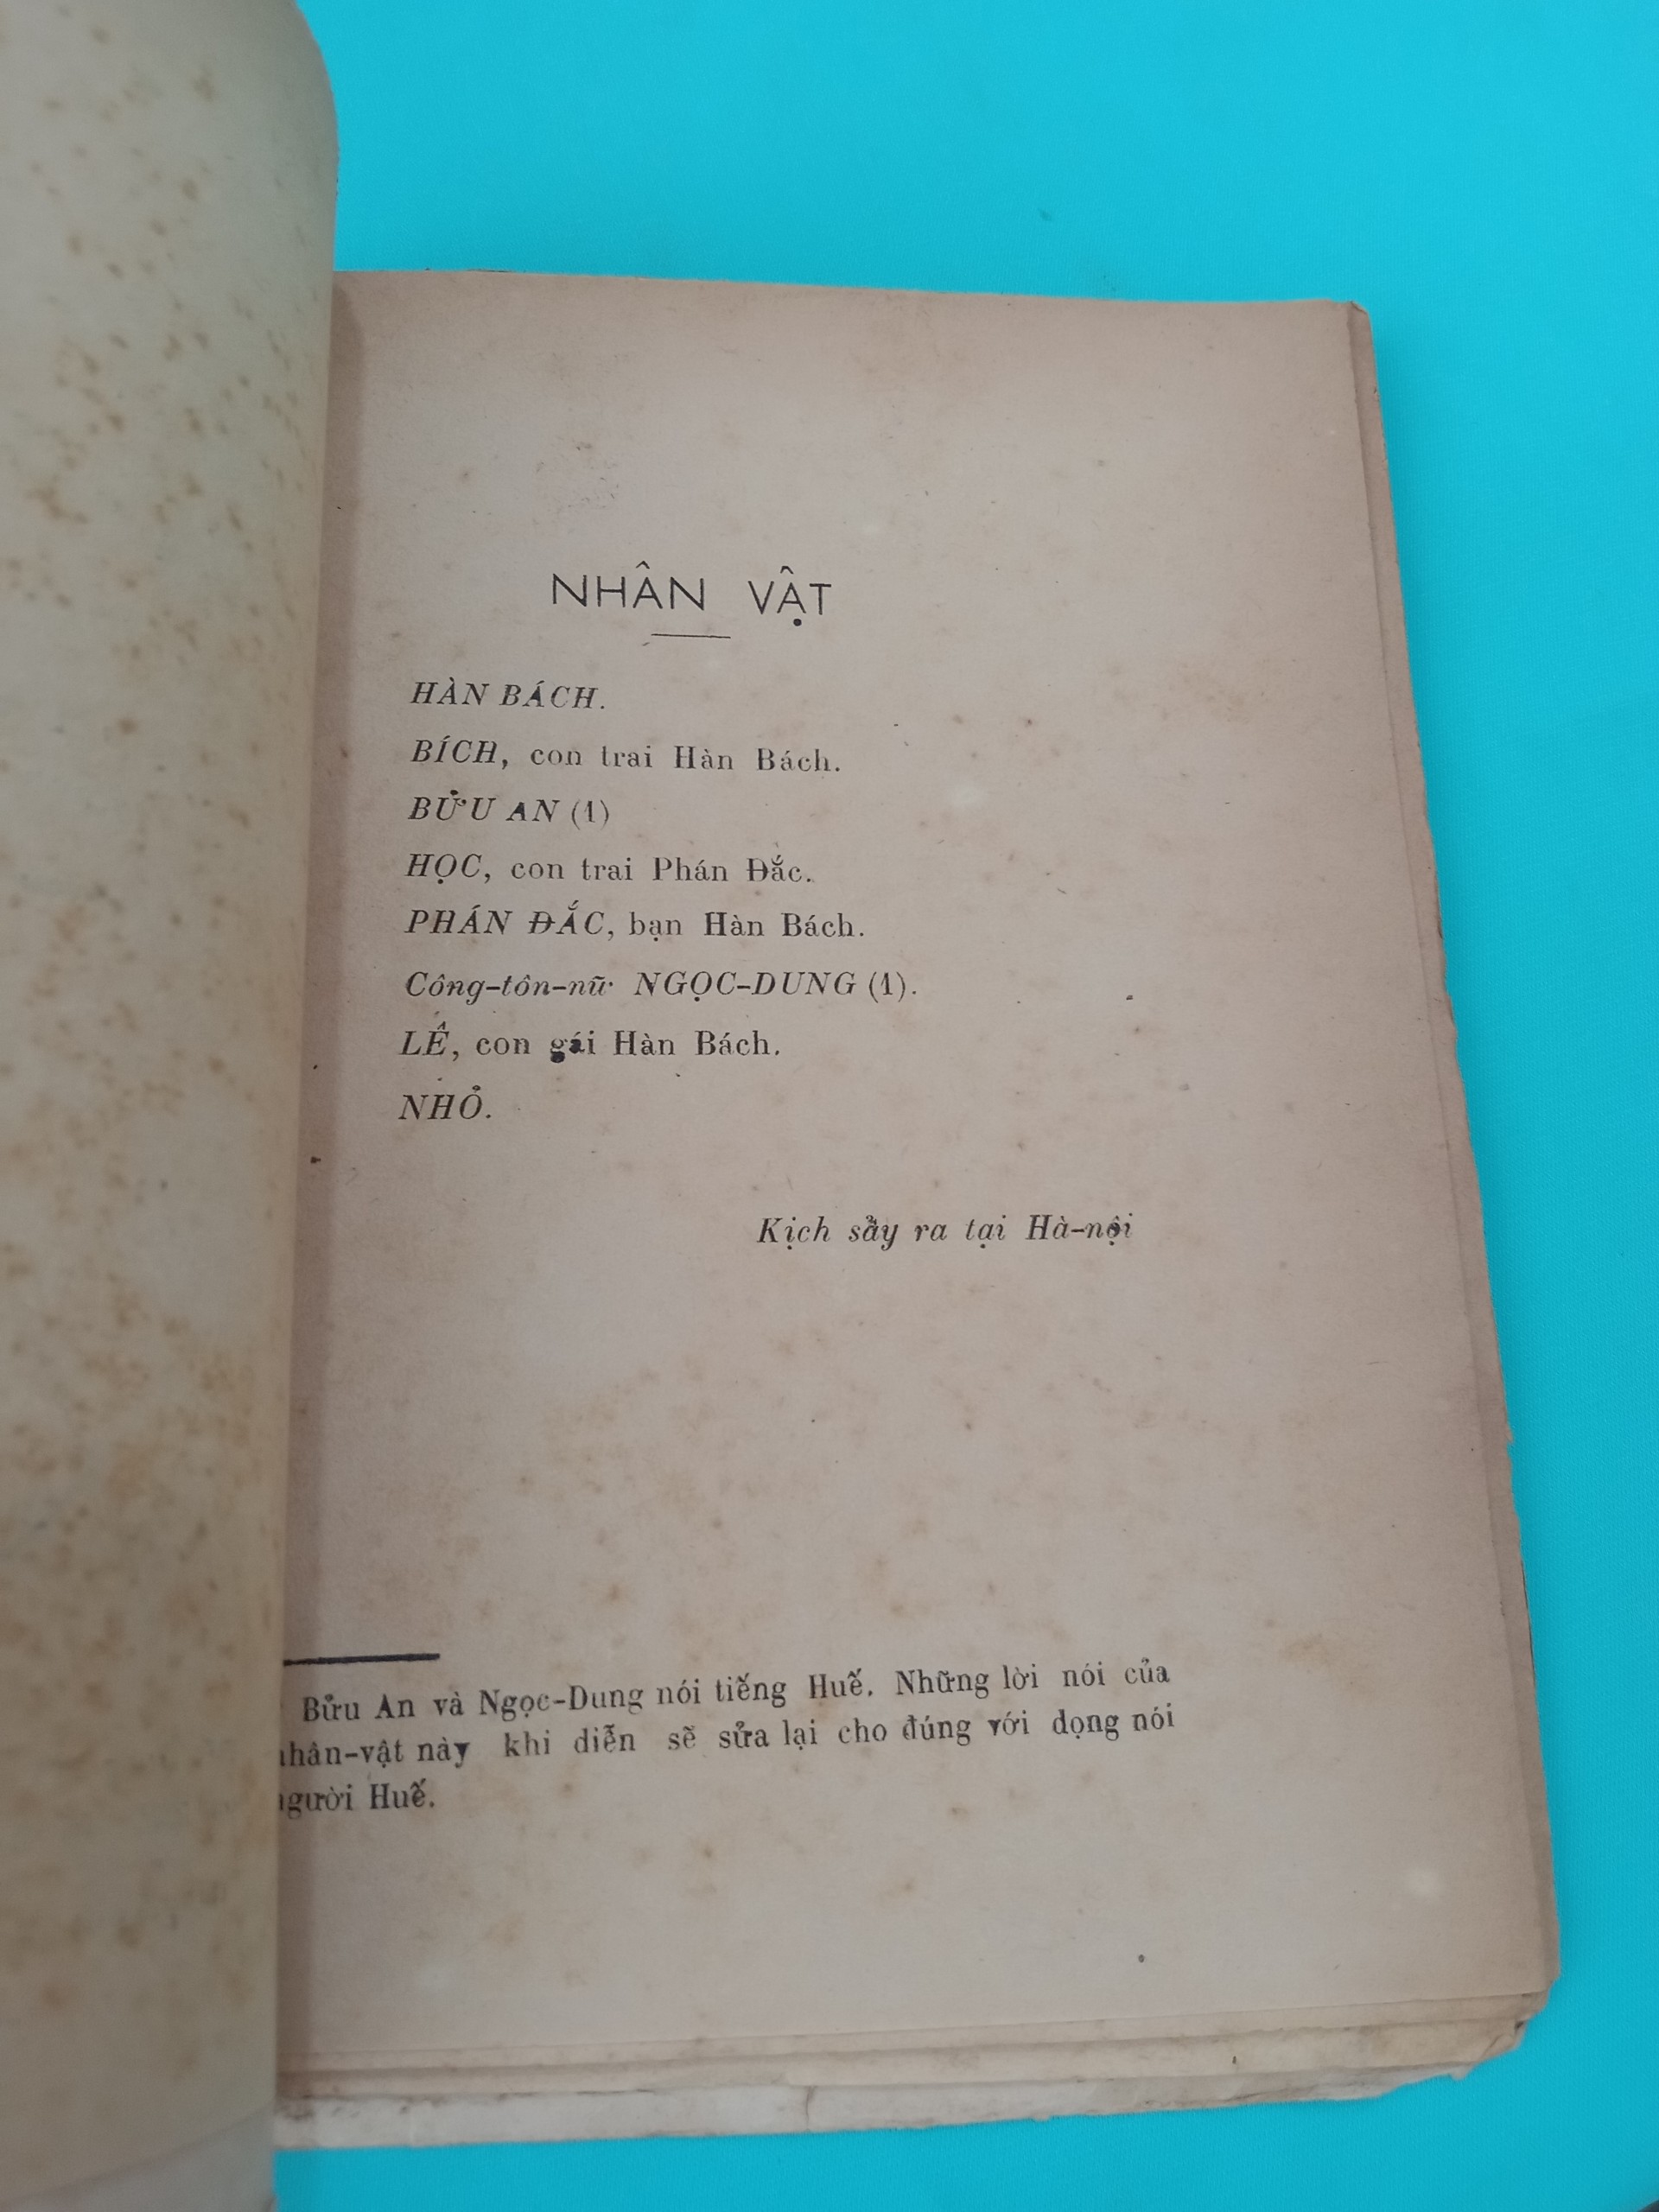 NHÂN VẬT
HÀN BÁCH.
BÍCH, con trai Hàn Bách.
BỬU AN (1)
HỌC, con trai Phán Đắc.
PHÁN ĐẮC, bạn Hàn Bách.
Công-tôn-nữ NGỌC-DUNG (1).
LÊ, con gái Hàn Bách.
NHỎ.
Kịch sẩy ra tại Hà-nội
Bửu An và Ngọc-Dung nói tiếng Huế. Những lời nói của
nhân-vật này khi diễn sẽ sửa lại cho đúng với dọng nói
người Huế.